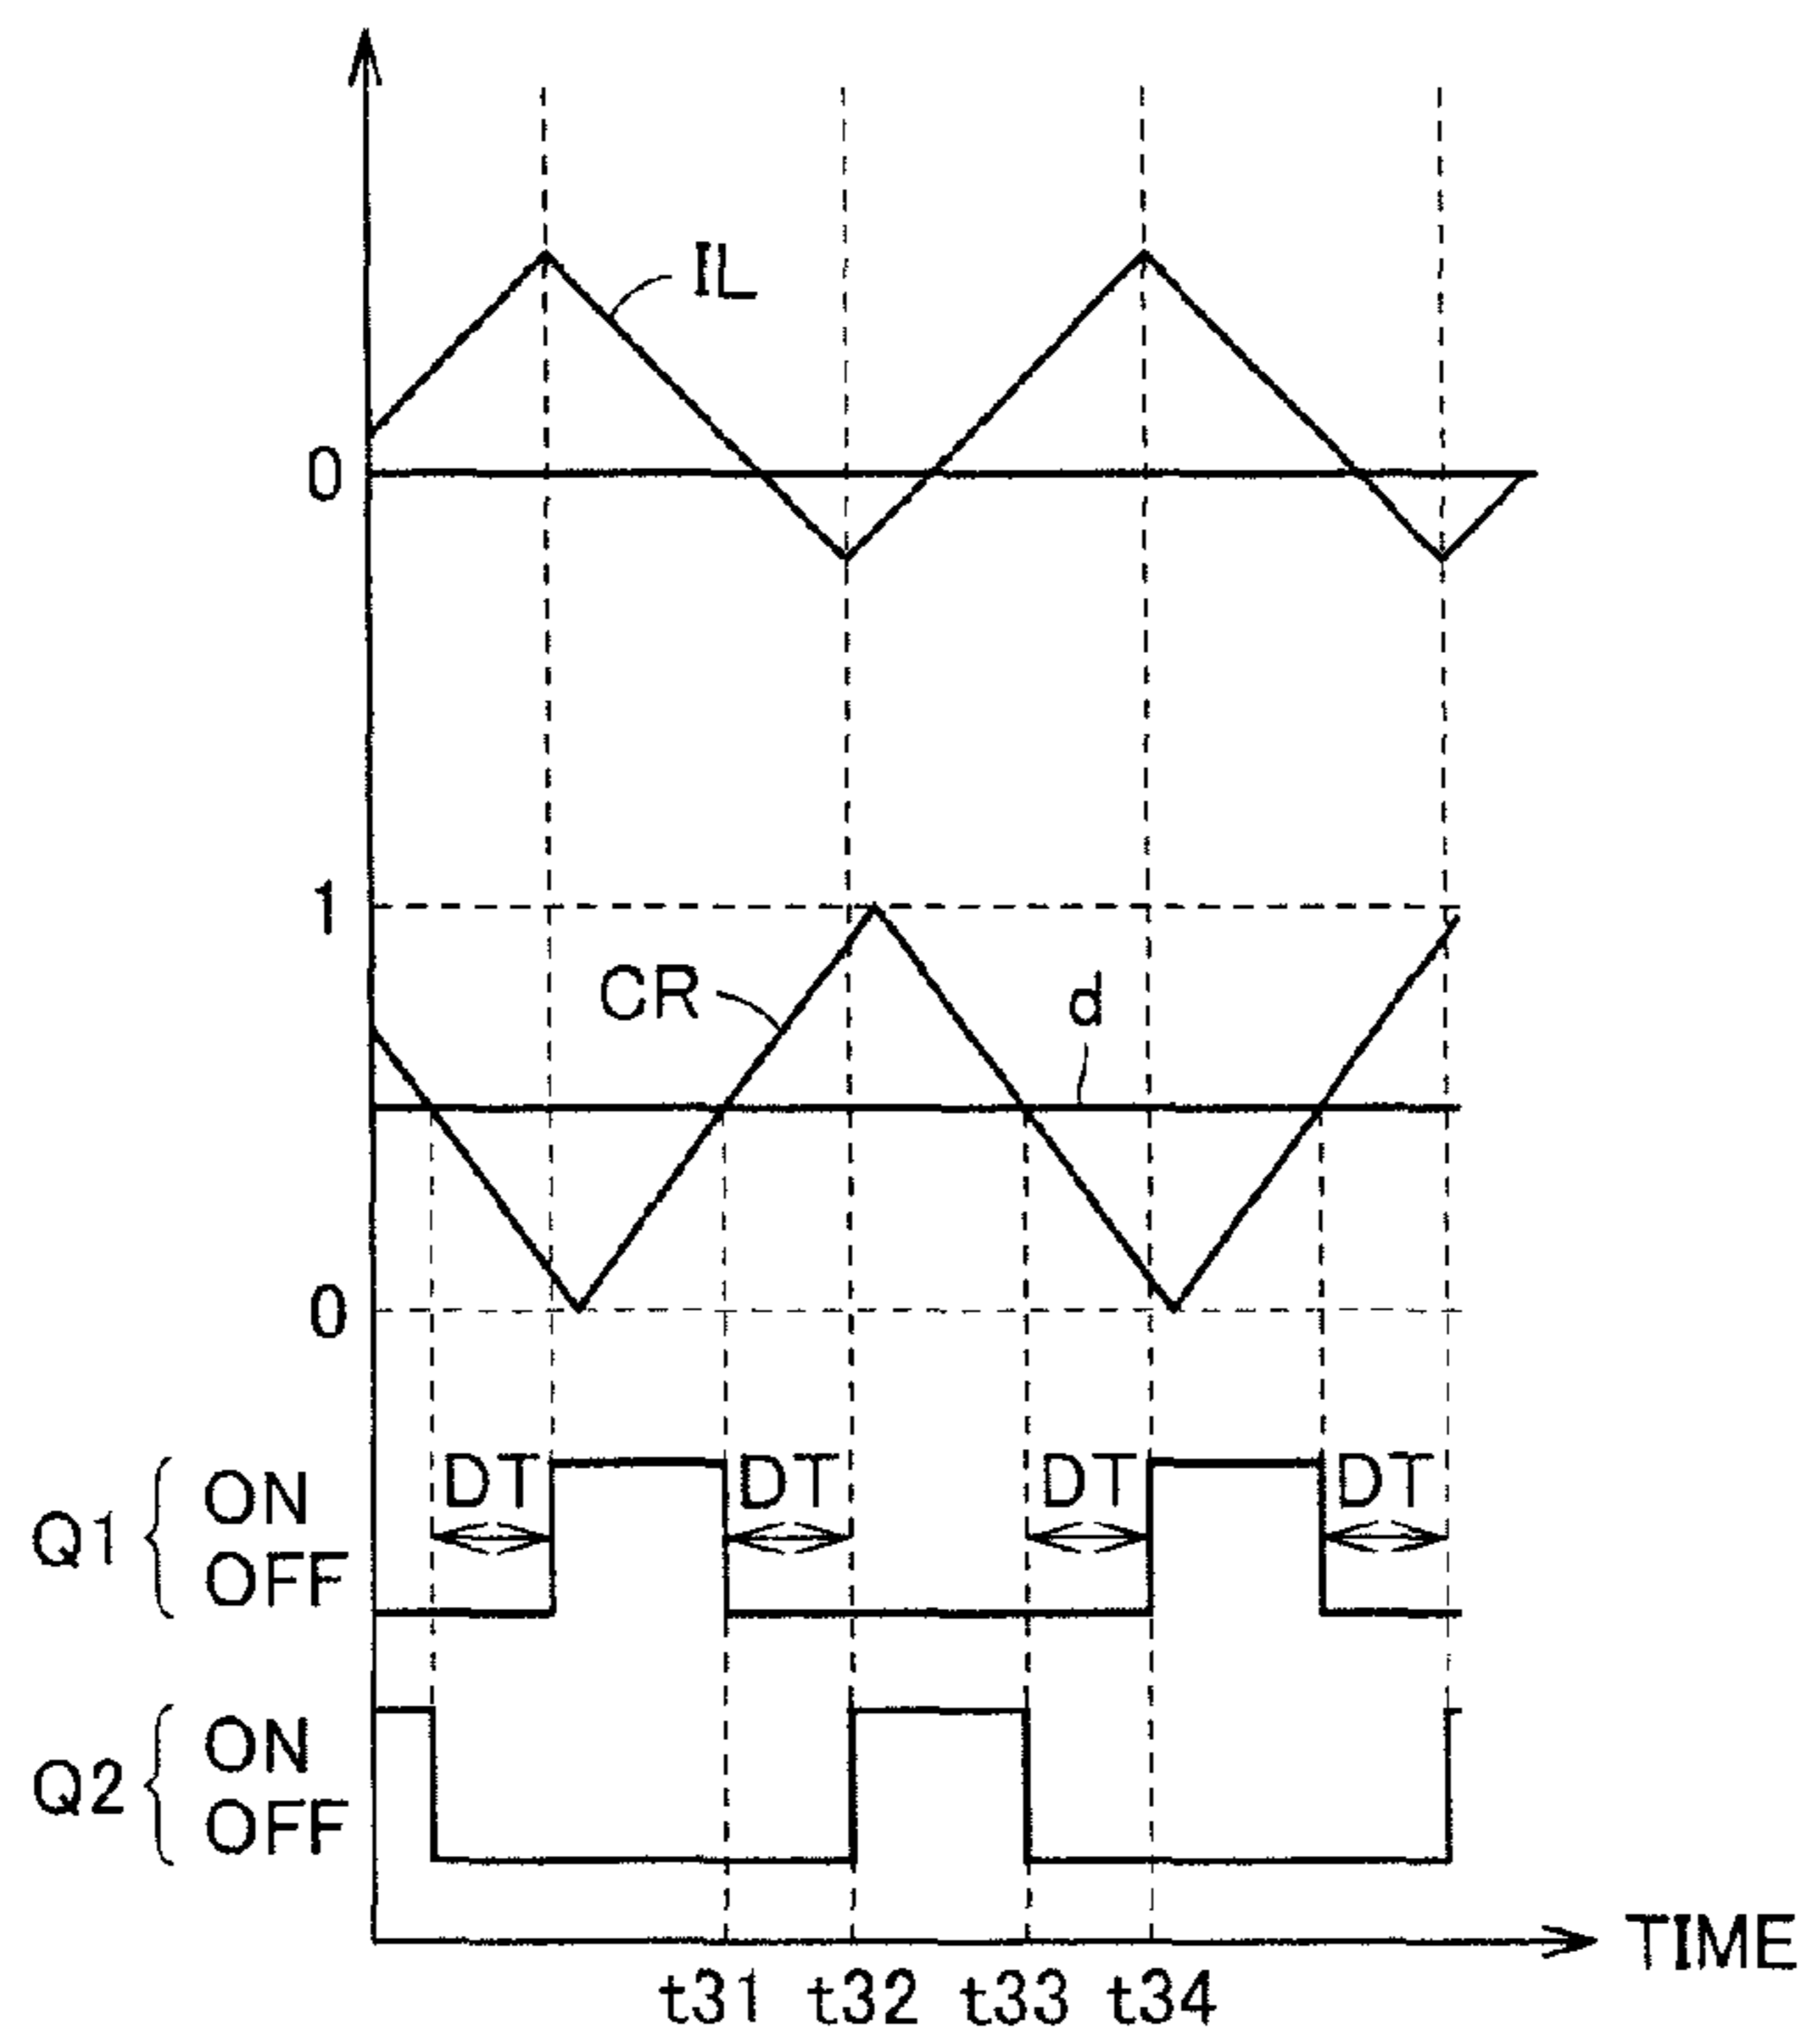 IL
0
1
CR
d
0
Q1 ON OFF
DT DT DT DT
Q2 ON OFF
TIME
t31 t32 t33 t34